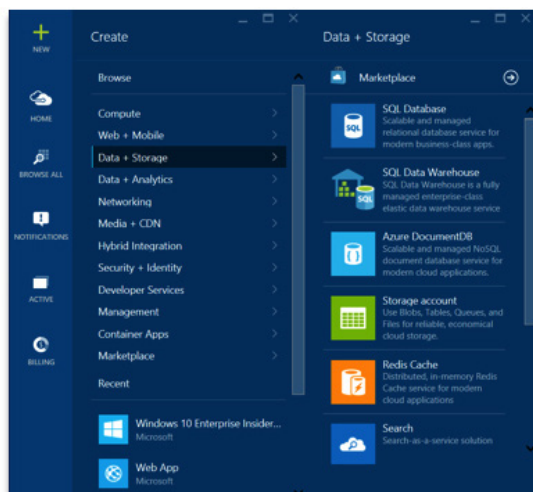 NEW
HOME
BROWSE ALL
NOTIFICATIONS
ACTIVE
BILLING
Create
Browse
Compute
Web + Mobile
Data + Storage
Data + Analytics
Networking
Media + CDN
Hybrid Integration
Security + Identity
Developer Services
Management
Container Apps
Marketplace
Recent
Windows 10 Enterprise Insider...
Microsoft
Web App
Microsoft
Data + Storage
Marketplace
SQL
SQL Database
Scalable and managed
relational database service for
modern business-class apps.
SQL
SQL Data Warehouse
SQL Data Warehouse is a fully
managed enterprise-class
elastic data warehouse service
Azure DocumentDB
Scalable and managed NoSQL
document database service for
modern cloud applications.
Storage account
Use Blobs, Tables, Queues, and
Files for reliable, economical
cloud storage.
Redis Cache
Distributed, in-memory Redis
Cache service for modern
cloud applications
Search
Search-as-a-service solution